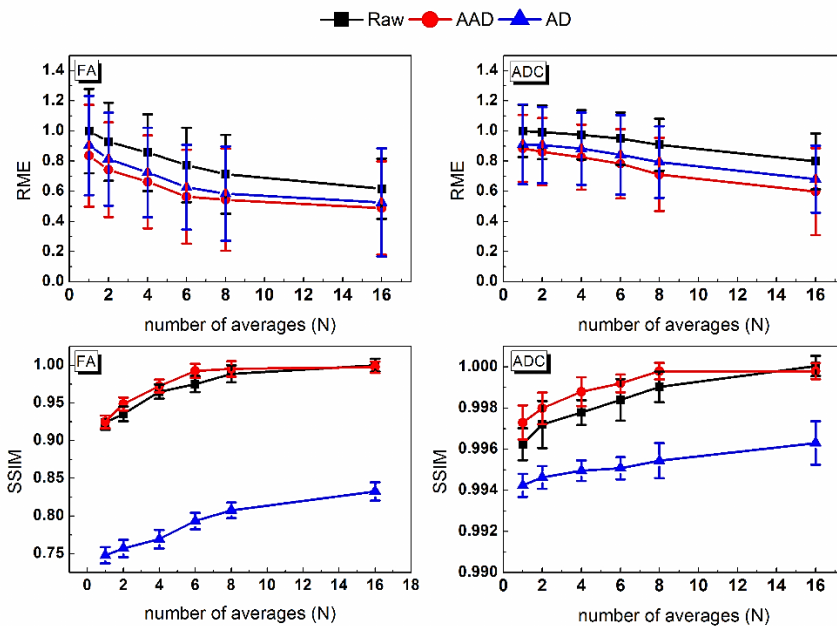 Raw AAD AD
FA
1.4
1.2
1.0
0.8
0.6
0.4
0.2
0.0
RME
0 2 4 6 8 10 12 14 16
number of averages (N)
ADC
1.4
1.2
1.0
0.8
0.6
0.4
0.2
0.0
RME
0 2 4 6 8 10 12 14 16
number of averages (N)
FA
1.00
0.95
0.90
0.85
0.80
0.75
SSIM
0 2 4 6 8 10 12 14 16 18
number of averages (N)
ADC
1.000
0.998
0.996
0.994
0.992
0.990
SSIM
0 2 4 6 8 10 12 14 16
number of averages (N)